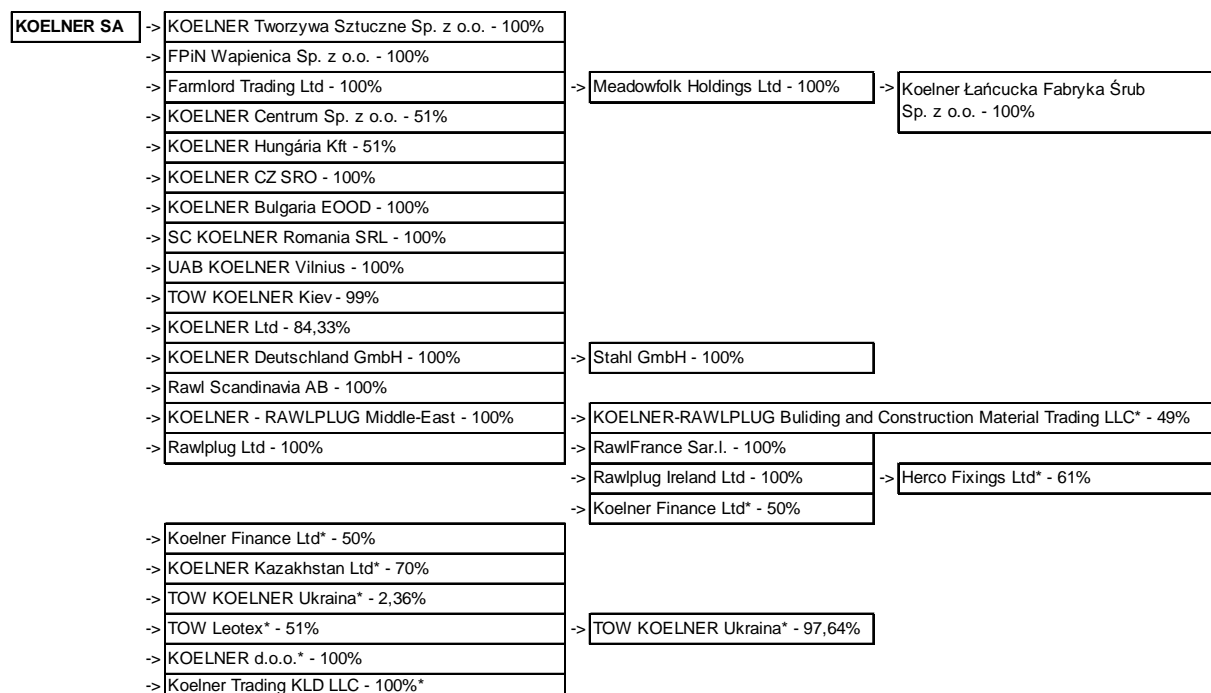 KOELNER SA -> KOELNER Tworzywa Sztuczne Sp. z o.o. - 100%
-> FPiN Wapienica Sp. z o.o. - 100%
-> Farmlord Trading Ltd - 100% -> Meadowfolk Holdings Ltd - 100% -> Koelner Łańcucka Fabryka Śrub
Sp. z o.o. - 100%
-> KOELNER Centrum Sp. z o.o. - 51%
-> KOELNER Hungária Kft - 51%
-> KOELNER CZ SRO - 100%
-> KOELNER Bulgaria EOOD - 100%
-> SC KOELNER Romania SRL - 100%
-> UAB KOELNER Vilnius - 100%
-> TOW KOELNER Kiev - 99%
-> KOELNER Ltd - 84,33%
-> KOELNER Deutschland GmbH - 100% -> Stahl GmbH - 100%
-> Rawl Scandinavia AB - 100%
-> KOELNER - RAWLPLUG Middle-East - 100% -> KOELNER-RAWLPLUG Buliding and Construction Material Trading LLC* - 49%
-> Rawlplug Ltd - 100% -> RawlFrance Sar.l. - 100%
-> Rawlplug Ireland Ltd - 100% -> Herco Fixings Ltd* - 61%
-> Koelner Finance Ltd* - 50%
-> Koelner Finance Ltd* - 50%
-> KOELNER Kazakhstan Ltd* - 70%
-> TOW KOELNER Ukraina* - 2,36%
-> TOW Leotex* - 51% -> TOW KOELNER Ukraina* - 97,64%
-> KOELNER d.o.o.* - 100%
-> Koelner Trading KLD LLC - 100%*